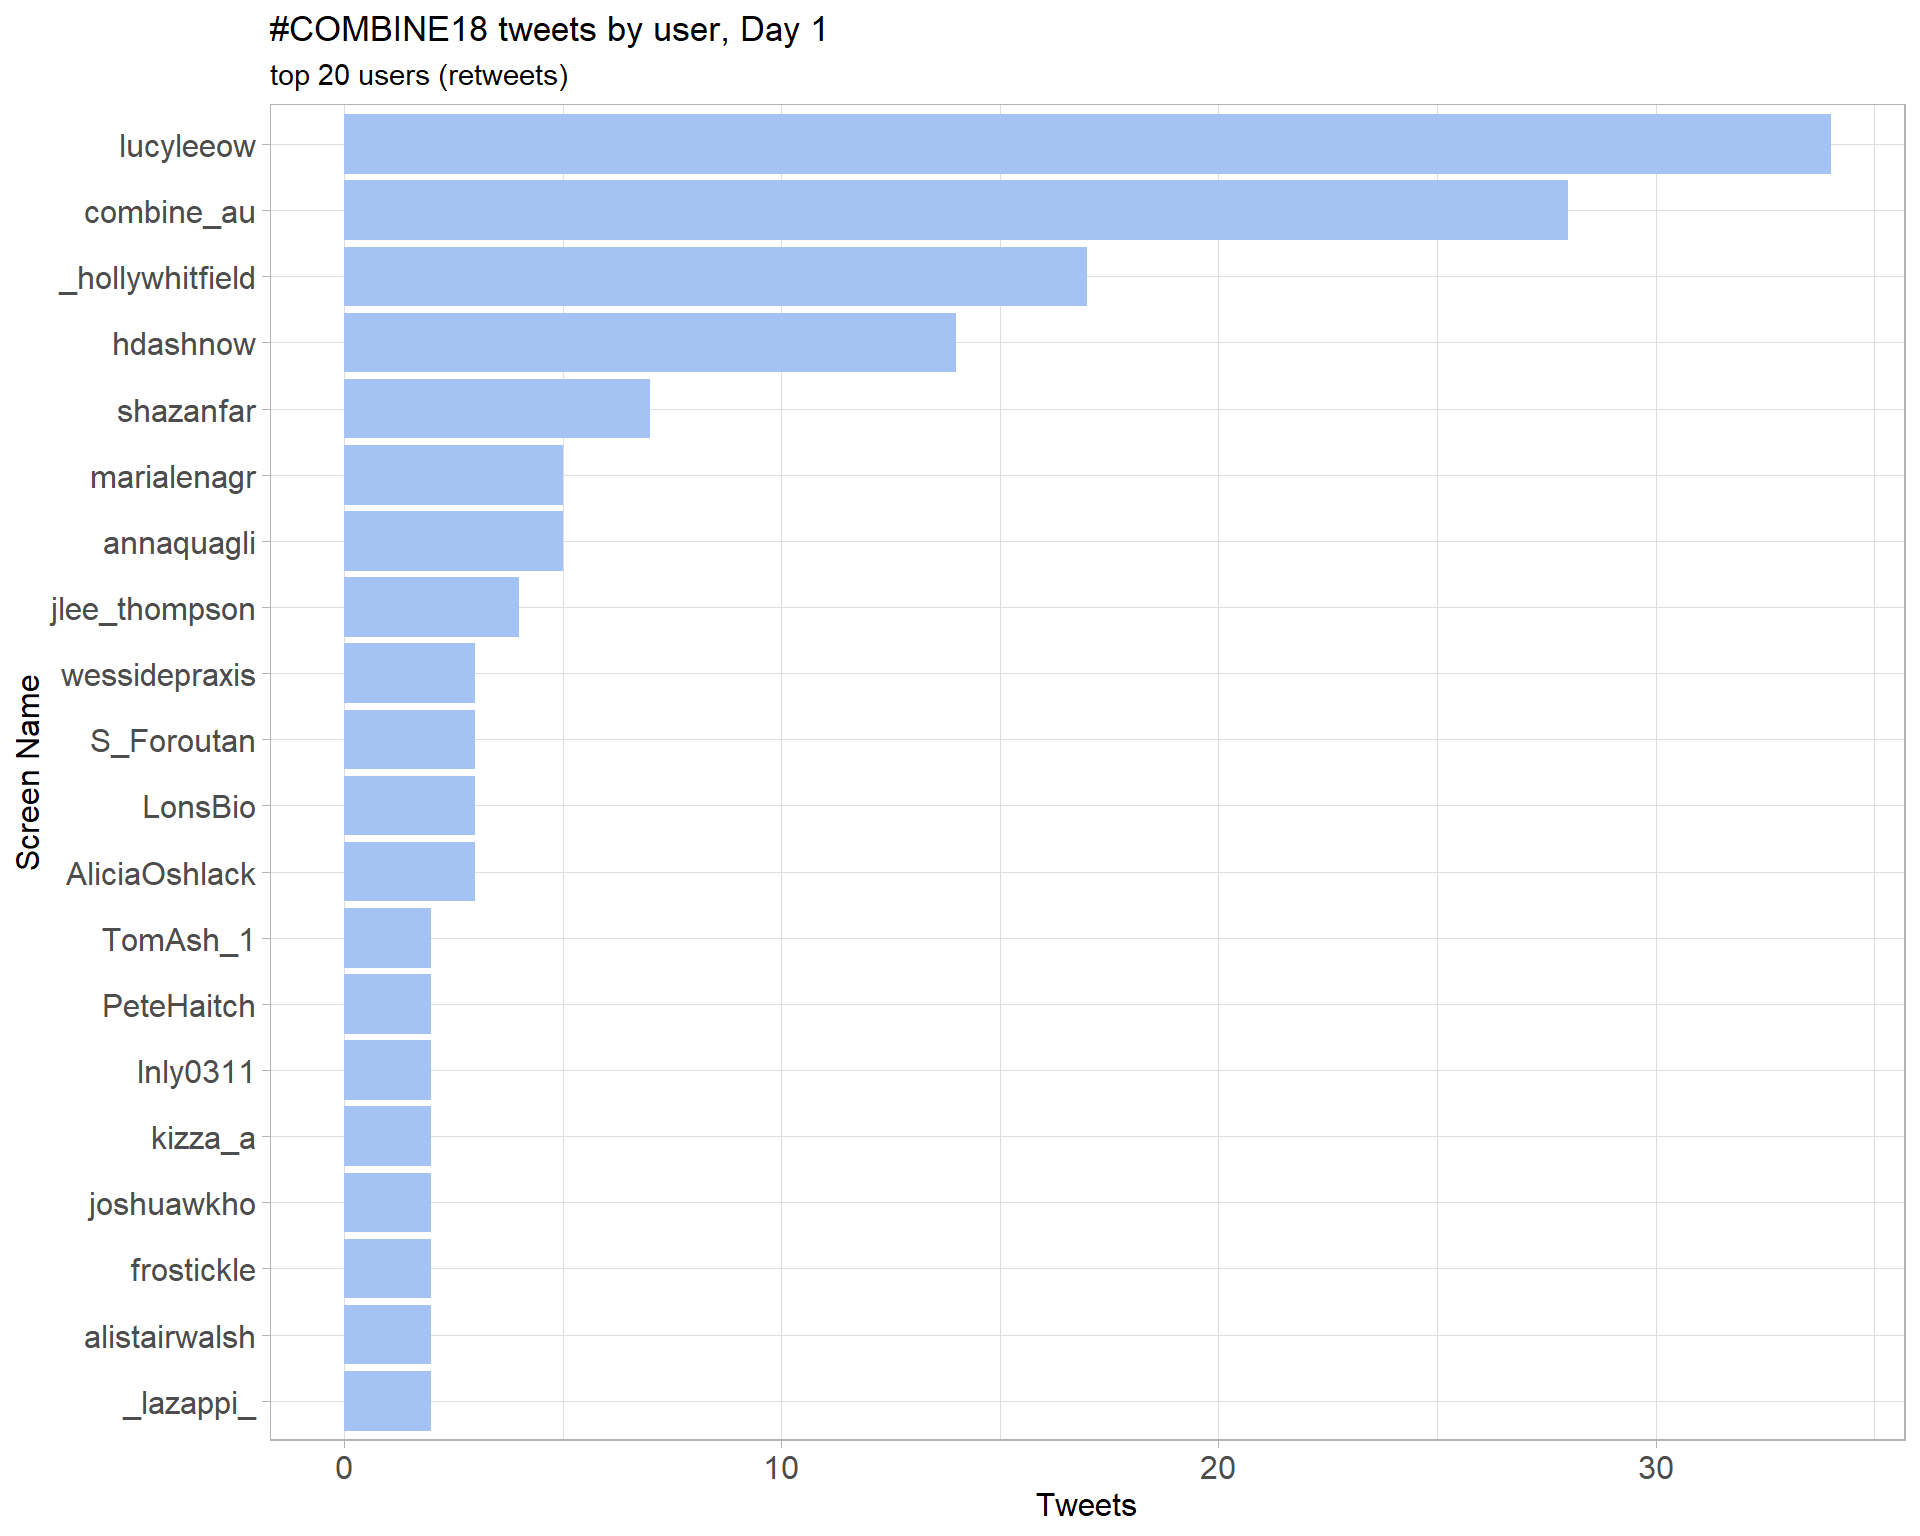 #COMBINE18 tweets by user, Day 1
top 20 users (retweets)
lucyleeow
combine_au
_hollywhitfield
hdashnow
shazanfar
marialenagr
annaquagli
jlee_thompson
wessidepraxis
S_Foroutan
LonsBio
AliciaOshlack
TomAsh_1
PeteHaitch
lnly0311
kizza_a
joshuawkho
frostickle
alistairwalsh
_lazappi_
Screen Name
0 10 20 30
Tweets